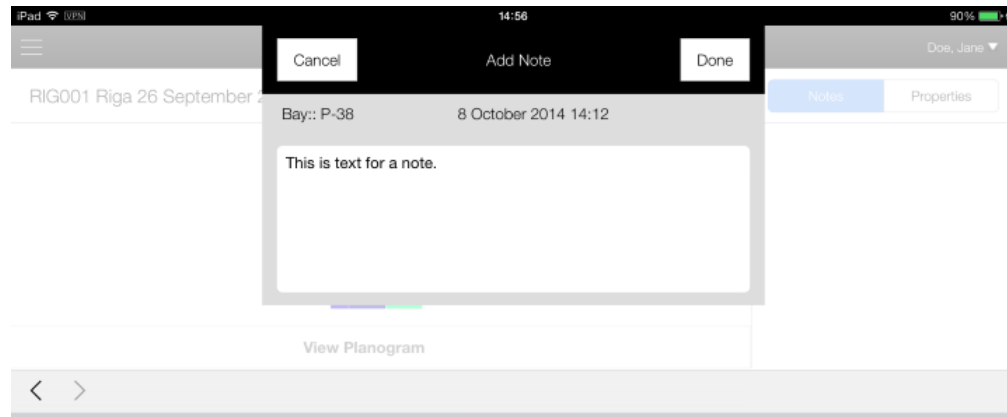 iPad VPN 14:56 90%
Cancel Add Note Done
Doe, Jane
RIG001 Riga 26 September
Notes Properties
Bay:: P-38 8 October 2014 14:12
This is text for a note.
View Planogram